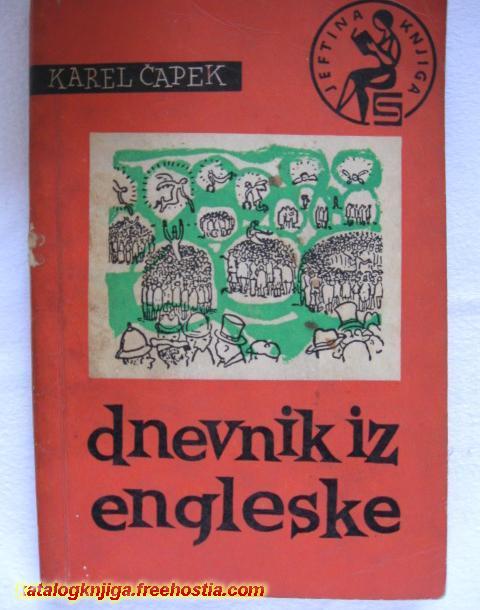 JEFTINA KNJIGA
KAREL ČAPEK
dnevnik iz
engleske
katalogknjiga.freehostia.com